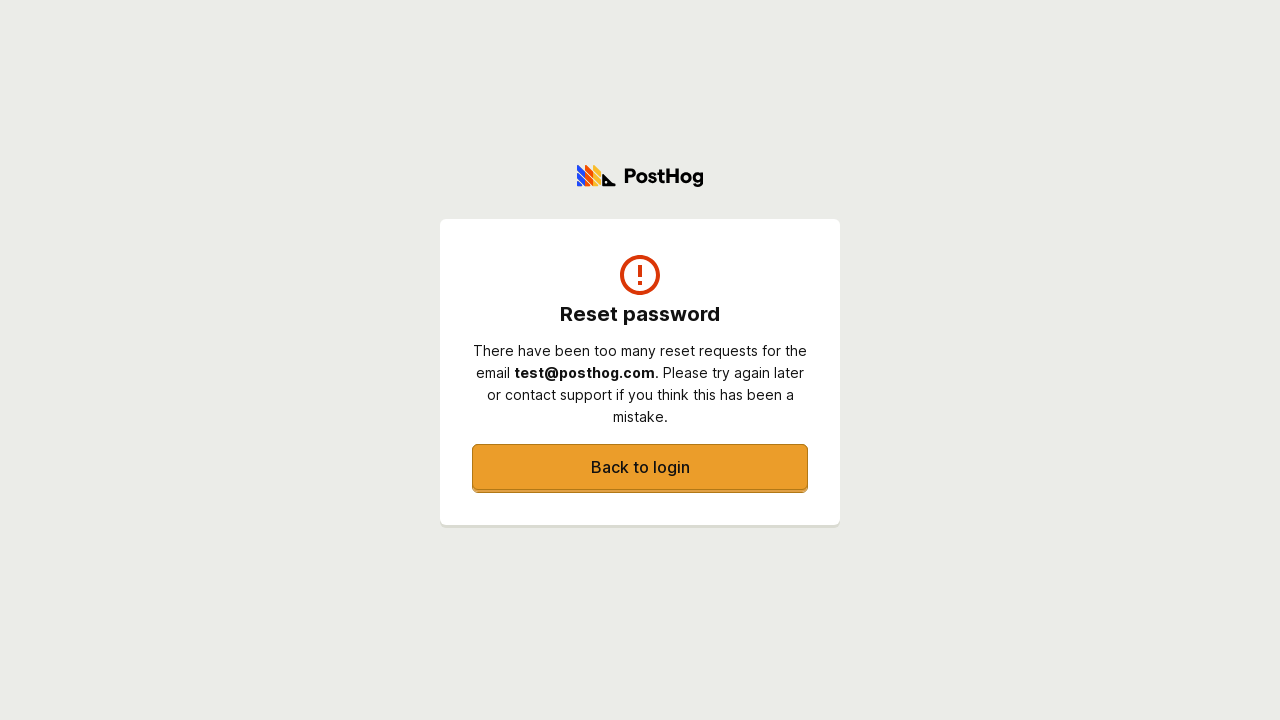 PostHog
Reset password
There have been too many reset requests for the
email test@posthog.com. Please try again later
or contact support if you think this has been a
mistake.
Back to login